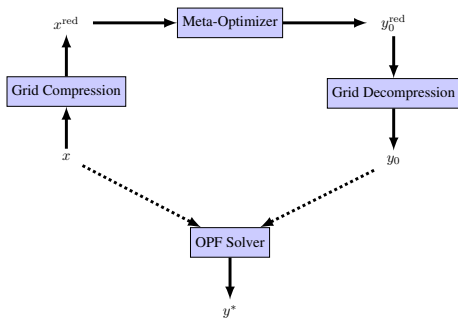 x^red
Meta-Optimizer
y_0^red
Grid Compression
Grid Decompression
x
y_0
OPF Solver
y*